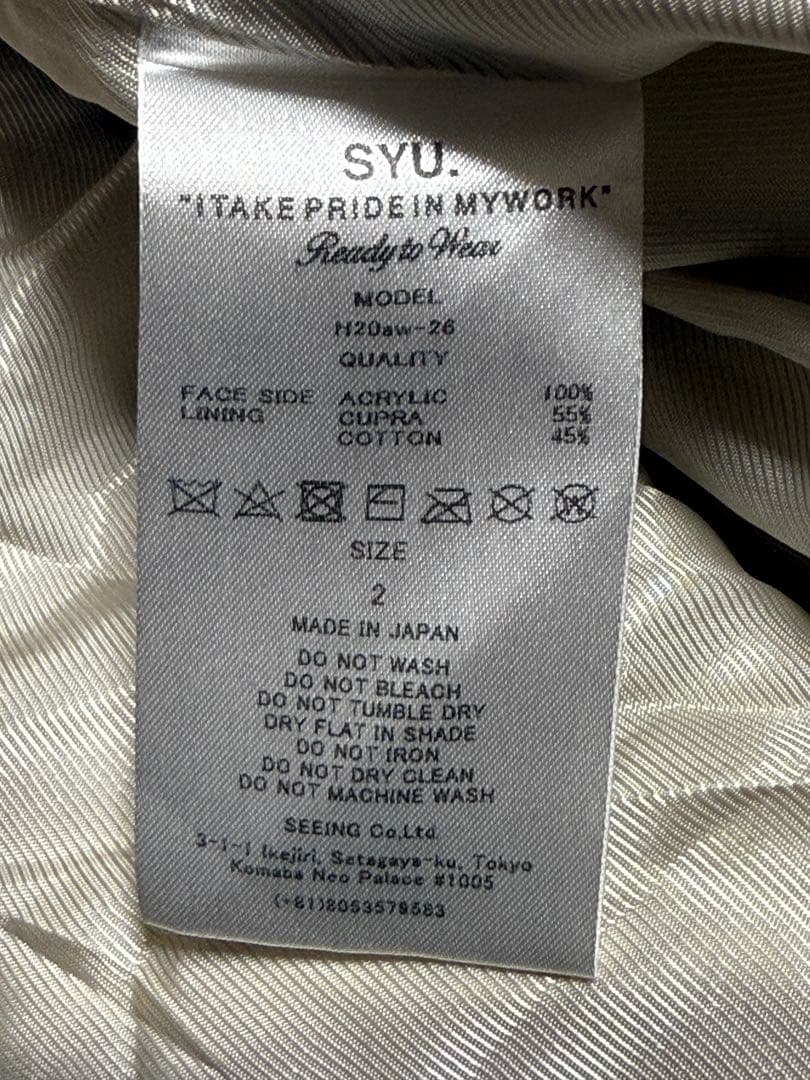 SYU.
"I TAKE PRIDE IN MYWORK"
Ready to Wear
MODEL
H20aw-26
QUALITY
FACE SIDE ACRYLIC 100%
LINING CUPRA 55%
COTTON 45%
SIZE
2
MADE IN JAPAN
DO NOT WASH
DO NOT BLEACH
DO NOT TUMBLE DRY
DRY FLAT IN SHADE
DO NOT IRON
DO NOT DRY CLEAN
DO NOT MACHINE WASH
SEEING Co.Ltd
3-1-1 Ikejiri, Setagaya-ku, Tokyo
Komaba Neo Palace #1005
(+81)8053579583